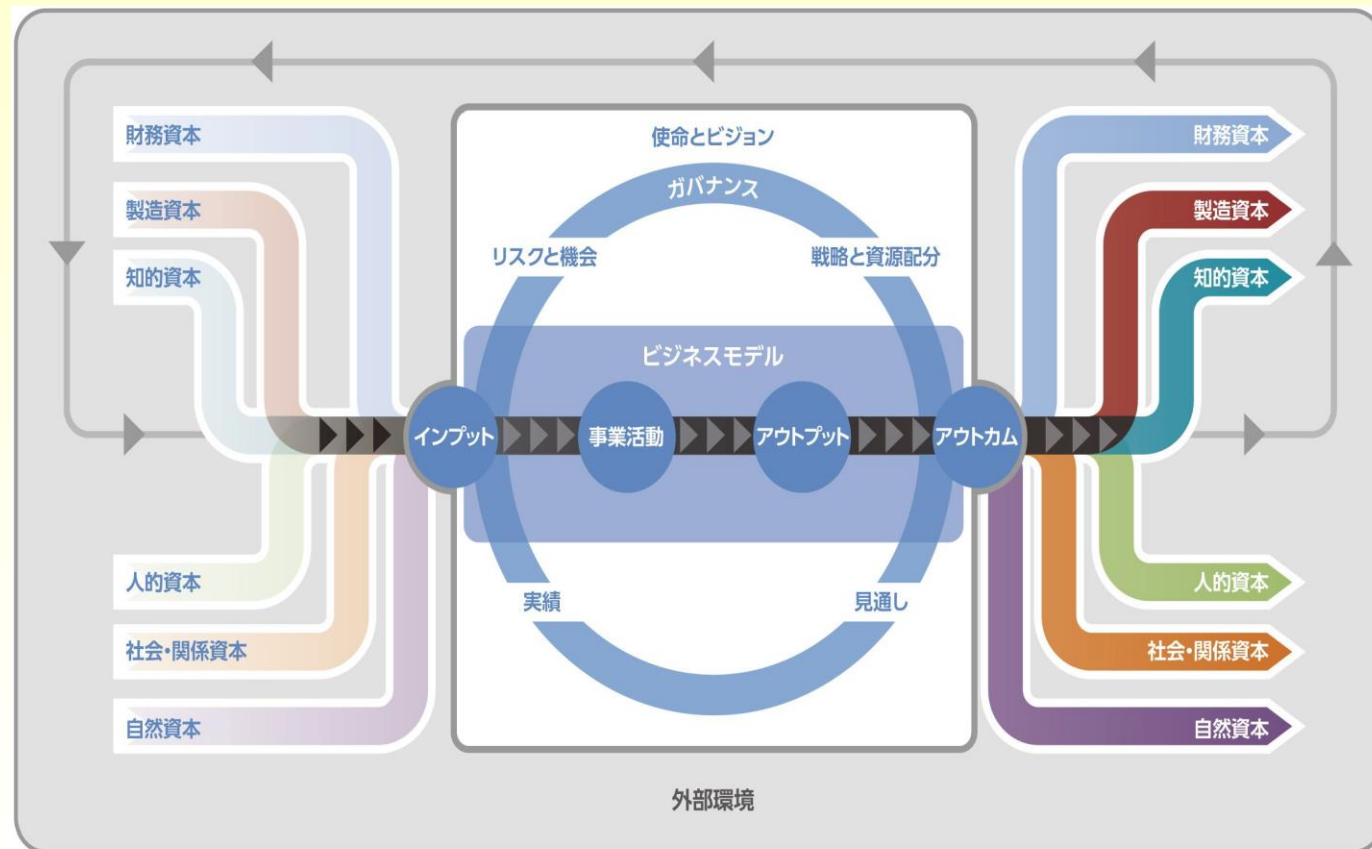 財務資本
製造資本
知的資本
人的資本
社会・関係資本
自然資本
使命とビジョン
ガバナンス
リスクと機会
戦略と資源配分
ビジネスモデル
インプット
事業活動
アウトプット
アウトカム
実績
見通し
財務資本
製造資本
知的資本
人的資本
社会・関係資本
自然資本
外部環境